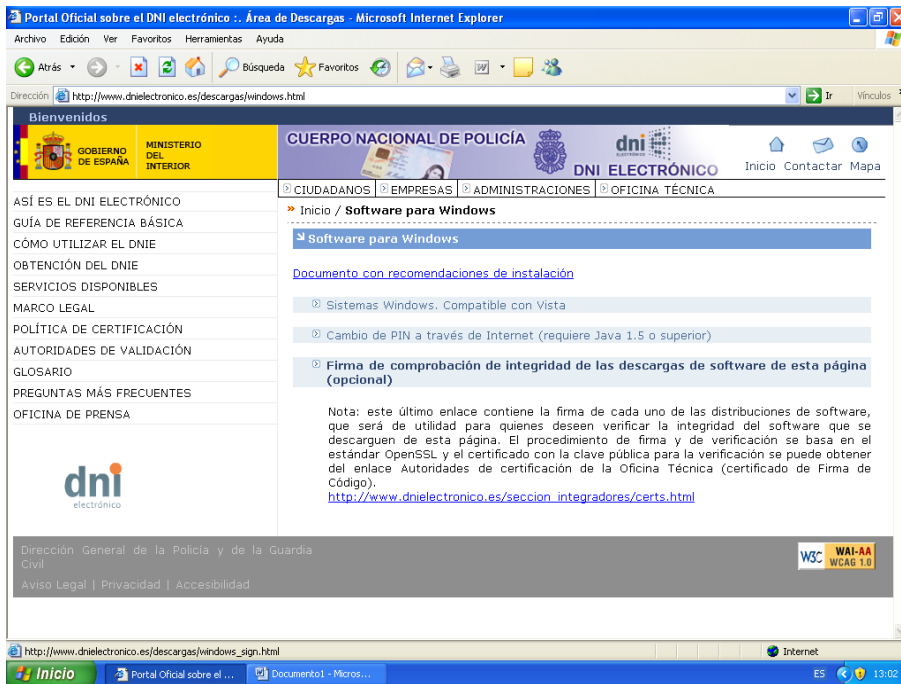 Portal Oficial sobre el DNI electrónico :. Área de Descargas - Microsoft Internet Explorer
Archivo Edición Ver Favoritos Herramientas Ayuda
Atrás Búsqueda Favoritos
Dirección http://www.dnielectronico.es/descargas/windows.html Ir Vínculos
Bienvenidos
GOBIERNO DE ESPAÑA
MINISTERIO DEL INTERIOR
CUERPO NACIONAL DE POLICÍA
dni
DNI ELECTRÓNICO
Inicio Contactar Mapa
CIUDADANOS EMPRESAS ADMINISTRACIONES OFICINA TÉCNICA
ASÍ ES EL DNI ELECTRÓNICO
GUÍA DE REFERENCIA BÁSICA
CÓMO UTILIZAR EL DNIE
OBTENCIÓN DEL DNIE
SERVICIOS DISPONIBLES
MARCO LEGAL
POLÍTICA DE CERTIFICACIÓN
AUTORIDADES DE VALIDACIÓN
GLOSARIO
PREGUNTAS MÁS FRECUENTES
OFICINA DE PRENSA
dni
electrónico
» Inicio / Software para Windows
Software para Windows
Documento con recomendaciones de instalación
Sistemas Windows. Compatible con Vista
Cambio de PIN a través de Internet (requiere Java 1.5 o superior)
Firma de comprobación de integridad de las descargas de software de esta página
(opcional)
Nota: este último enlace contiene la firma de cada uno de las distribuciones de software,
que será de utilidad para quienes deseen verificar la integridad del software que se
descarguen de esta página. El procedimiento de firma y de verificación se basa en el
estándar OpenSSL y el certificado con la clave pública para la verificación se puede obtener
del enlace Autoridades de certificación de la Oficina Técnica (certificado de Firma de
Código).
http://www.dnielectronico.es/seccion_integradores/certs.html
Dirección General de la Policía y de la Guardia
Civil
Aviso Legal | Privacidad | Accesibilidad
W3C WAI-AA
WCAG 1.0
http://www.dnielectronico.es/descargas/windows_sign.html Internet
Inicio Portal Oficial sobre el ... Documento1 - Micros... ES 13:02